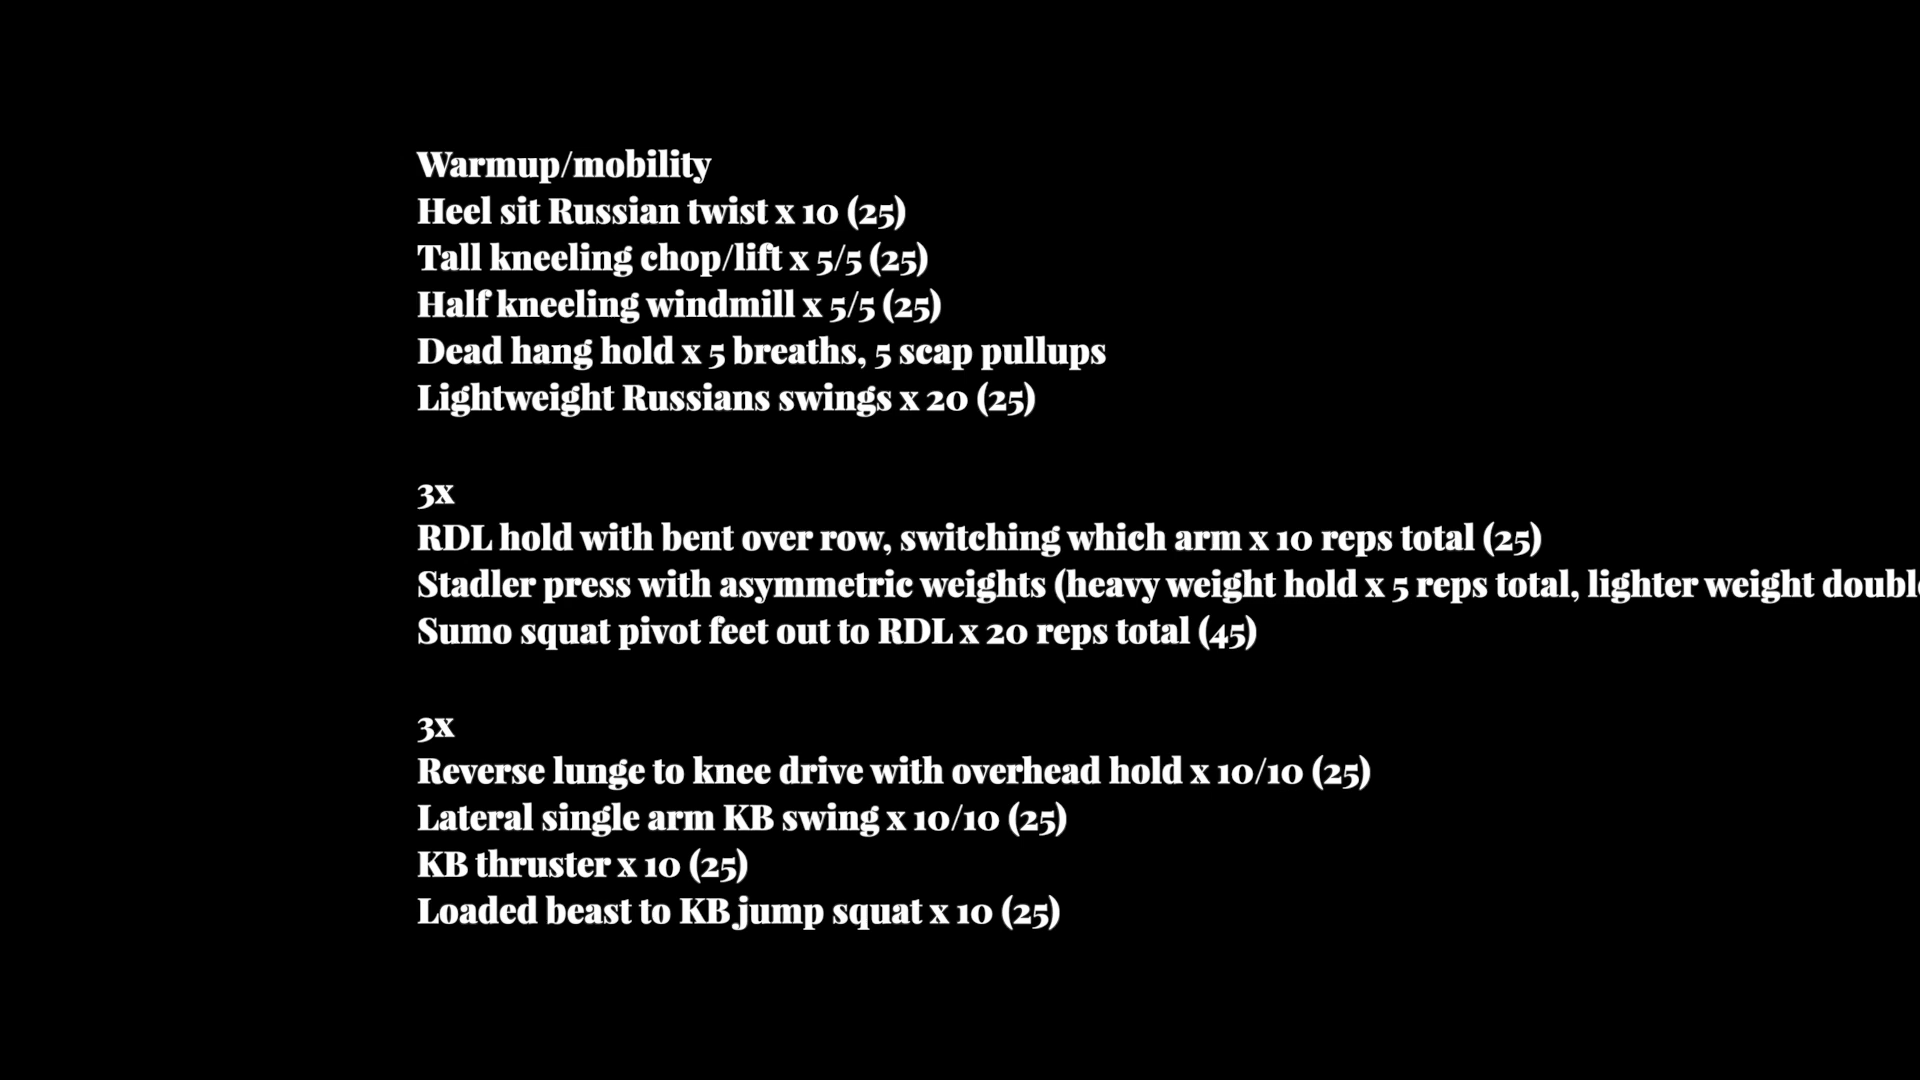 Warmup/mobility
Heel sit Russian twist x 10 (25)
Tall kneeling chop/lift x 5/5 (25)
Half kneeling windmill x 5/5 (25)
Dead hang hold x 5 breaths, 5 scap pullups
Lightweight Russians swings x 20 (25)
3x
RDL hold with bent over row, switching which arm x 10 reps total (25)
Stadler press with asymmetric weights (heavy weight hold x 5 reps total, lighter weight
Sumo squat pivot feet out to RDL x 20 reps total (45)
3x
Reverse lunge to knee drive with overhead hold x 10/10 (25)
Lateral single arm KB swing x 10/10 (25)
KB thruster x 10 (25)
Loaded beast to KB jump squat x 10 (25)